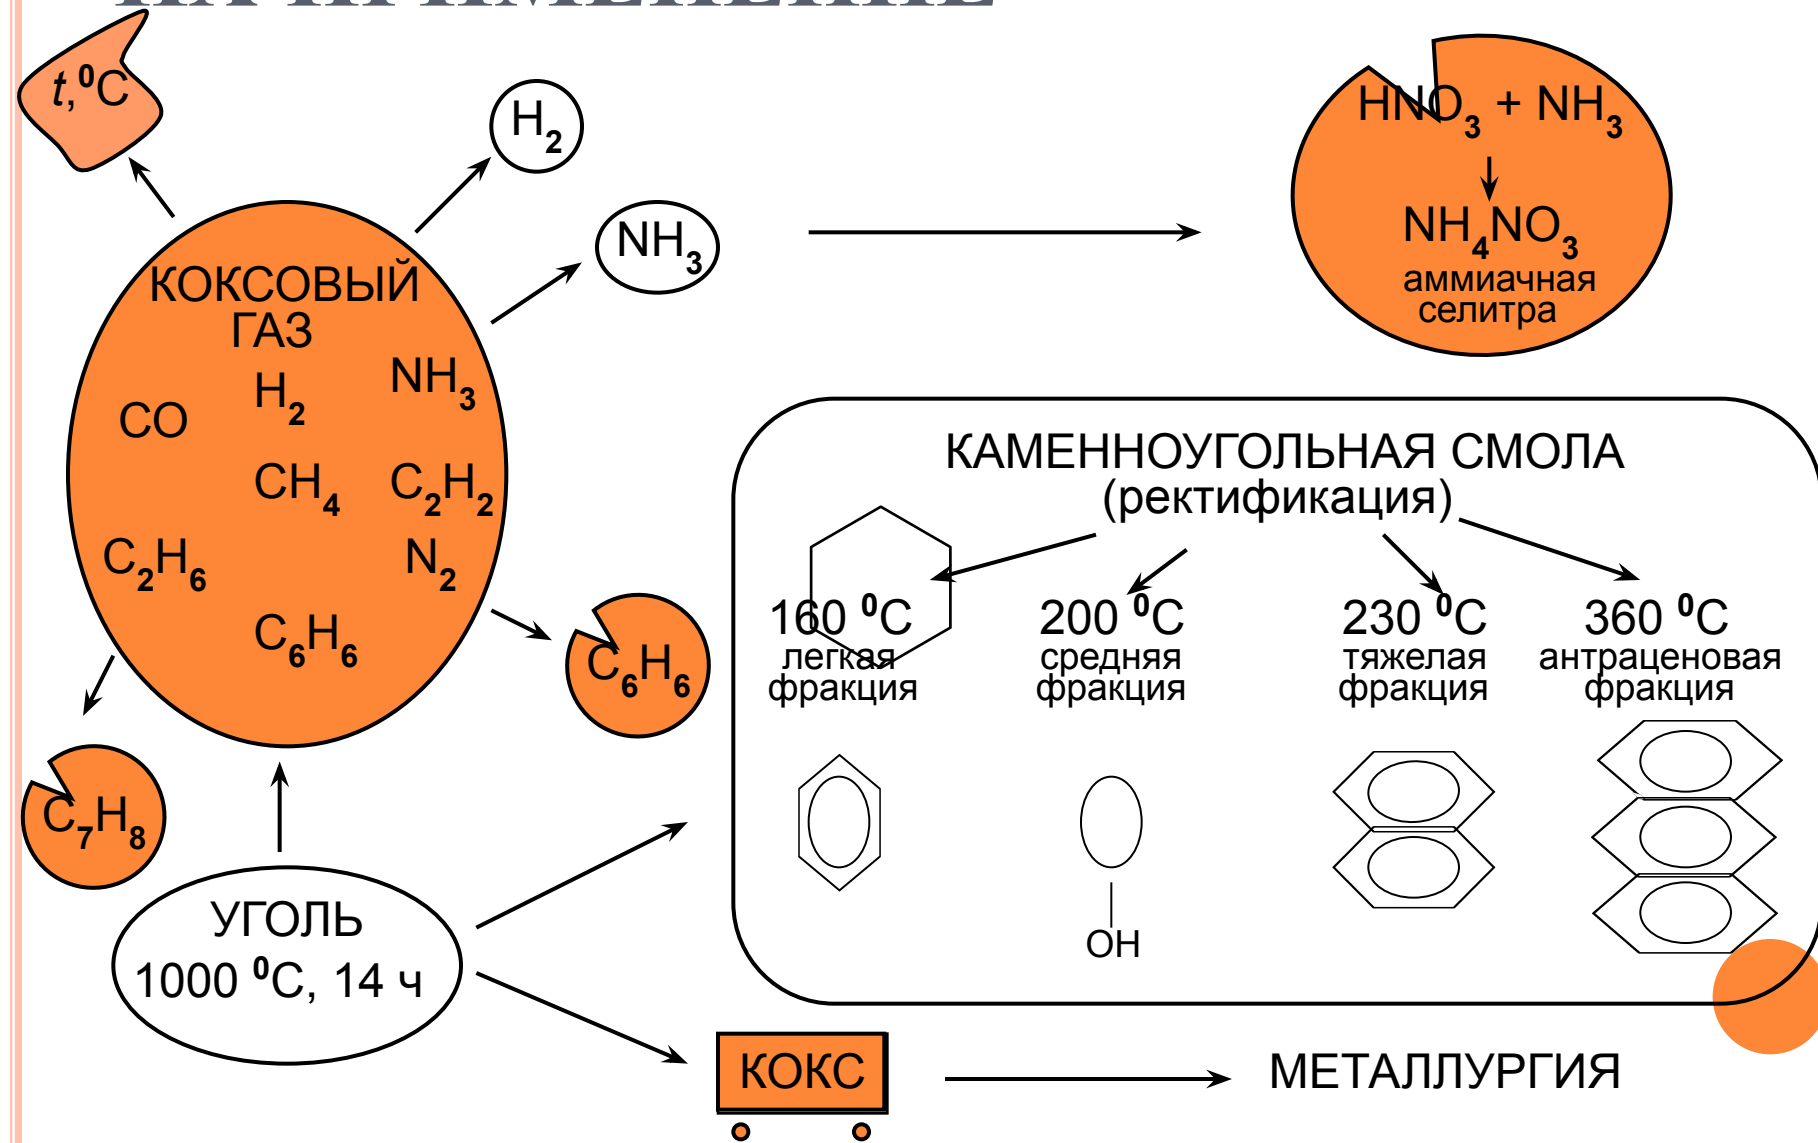 t,⁰C
H₂
NH₃
HNO₃ + NH₃
NH₄NO₃
аммиачная
селитра
КОКСОВЫЙ
ГАЗ
CO
H₂
NH₃
CH₄
C₂H₂
C₂H₆
N₂
C₆H₆
C₆H₆
C₇H₈
УГОЛЬ
1000 ⁰C, 14 ч
КАМЕННОУГОЛЬНАЯ СМОЛА
(ректификация)
160 ⁰C
легкая
фракция
200 ⁰C
средняя
фракция
230 ⁰C
тяжелая
фракция
360 ⁰C
антраценовая
фракция
OH
КОКС
МЕТАЛЛУРГИЯ